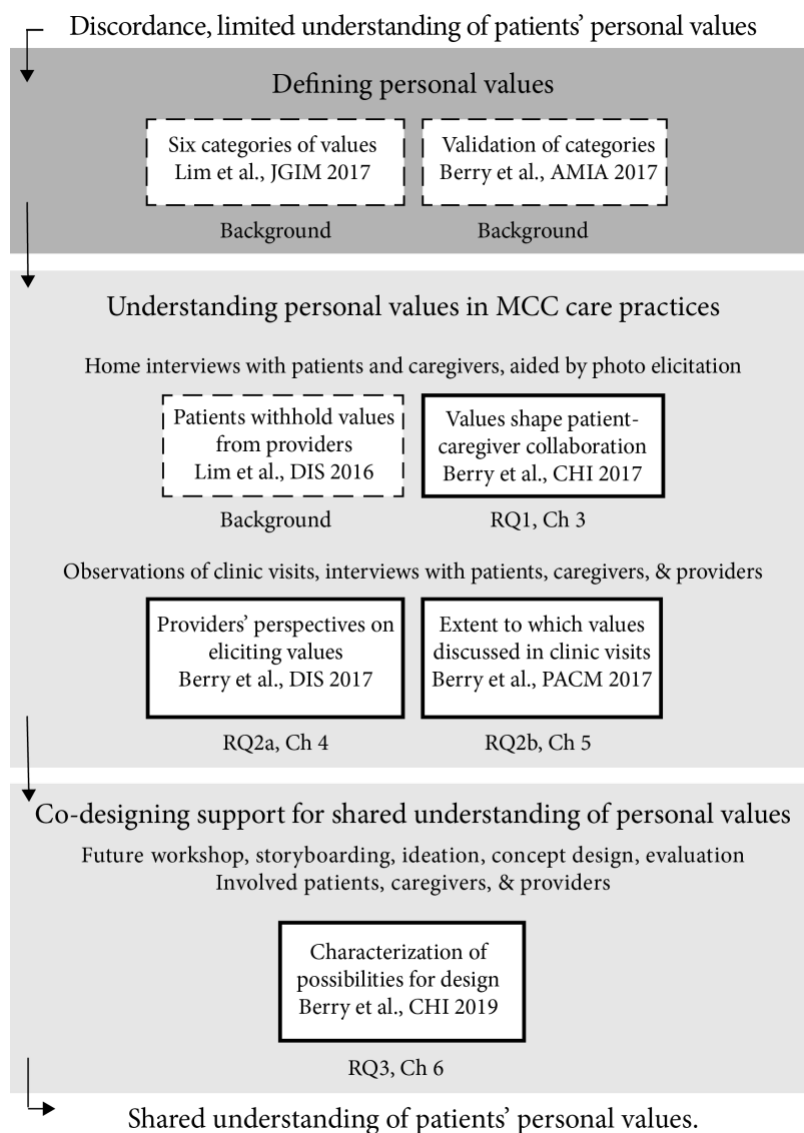 Discordance, limited understanding of patients’ personal values
Defining personal values
Six categories of values
Lim et al., JGIM 2017
Background
Validation of categories
Berry et al., AMIA 2017
Background
Understanding personal values in MCC care practices
Home interviews with patients and caregivers, aided by photo elicitation
Patients withhold values
from providers
Lim et al., DIS 2016
Background
Values shape patient-
caregiver collaboration
Berry et al., CHI 2017
RQ1, Ch 3
Observations of clinic visits, interviews with patients, caregivers, & providers
Providers’ perspectives on
eliciting values
Berry et al., DIS 2017
RQ2a, Ch 4
Extent to which values
discussed in clinic visits
Berry et al., PACM 2017
RQ2b, Ch 5
Co-designing support for shared understanding of personal values
Future workshop, storyboarding, ideation, concept design, evaluation
Involved patients, caregivers, & providers
Characterization of
possibilities for design
Berry et al., CHI 2019
RQ3, Ch 6
Shared understanding of patients’ personal values.